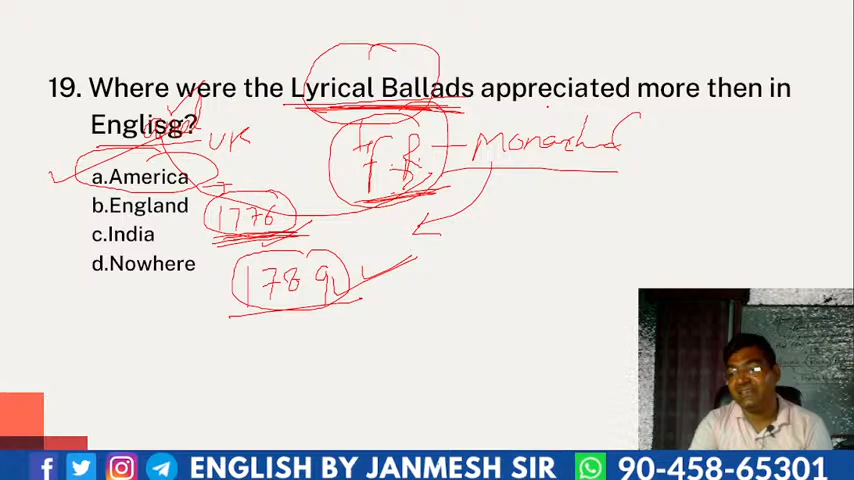 19. Where were the Lyrical Ballads appreciated more then in
Englisg?
UK
F.R.
a.America
1776
b.England
c.India
d.Nowhere
1789
ENGLISH BY JANMESH SIR
90-458-65301